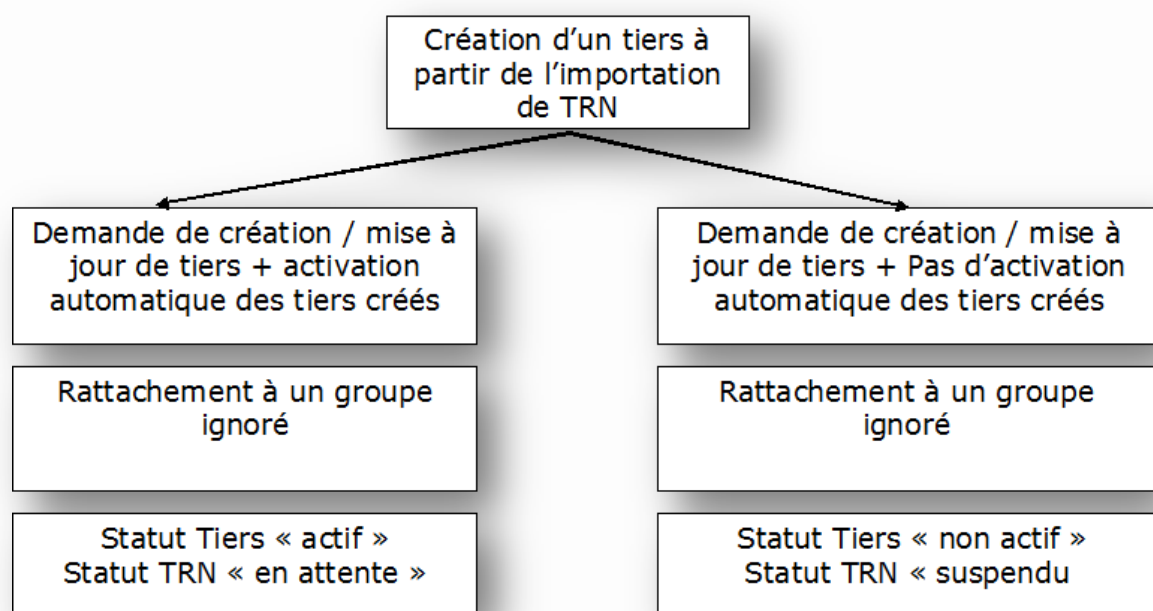 Création d’un tiers à
partir de l’importation
de TRN
Demande de création / mise à
jour de tiers + activation
automatique des tiers créés
Demande de création / mise à
jour de tiers + Pas d’activation
automatique des tiers créés
Rattachement à un groupe
ignoré
Rattachement à un groupe
ignoré
Statut Tiers « actif »
Statut TRN « en attente »
Statut Tiers « non actif »
Statut TRN « suspendu